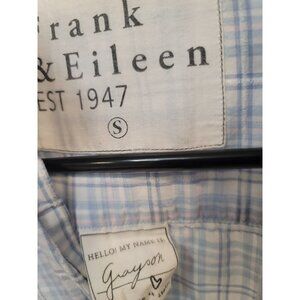 Frank
& Eileen
EST 1947
S
HELLO! MY NAME IS
Grayson